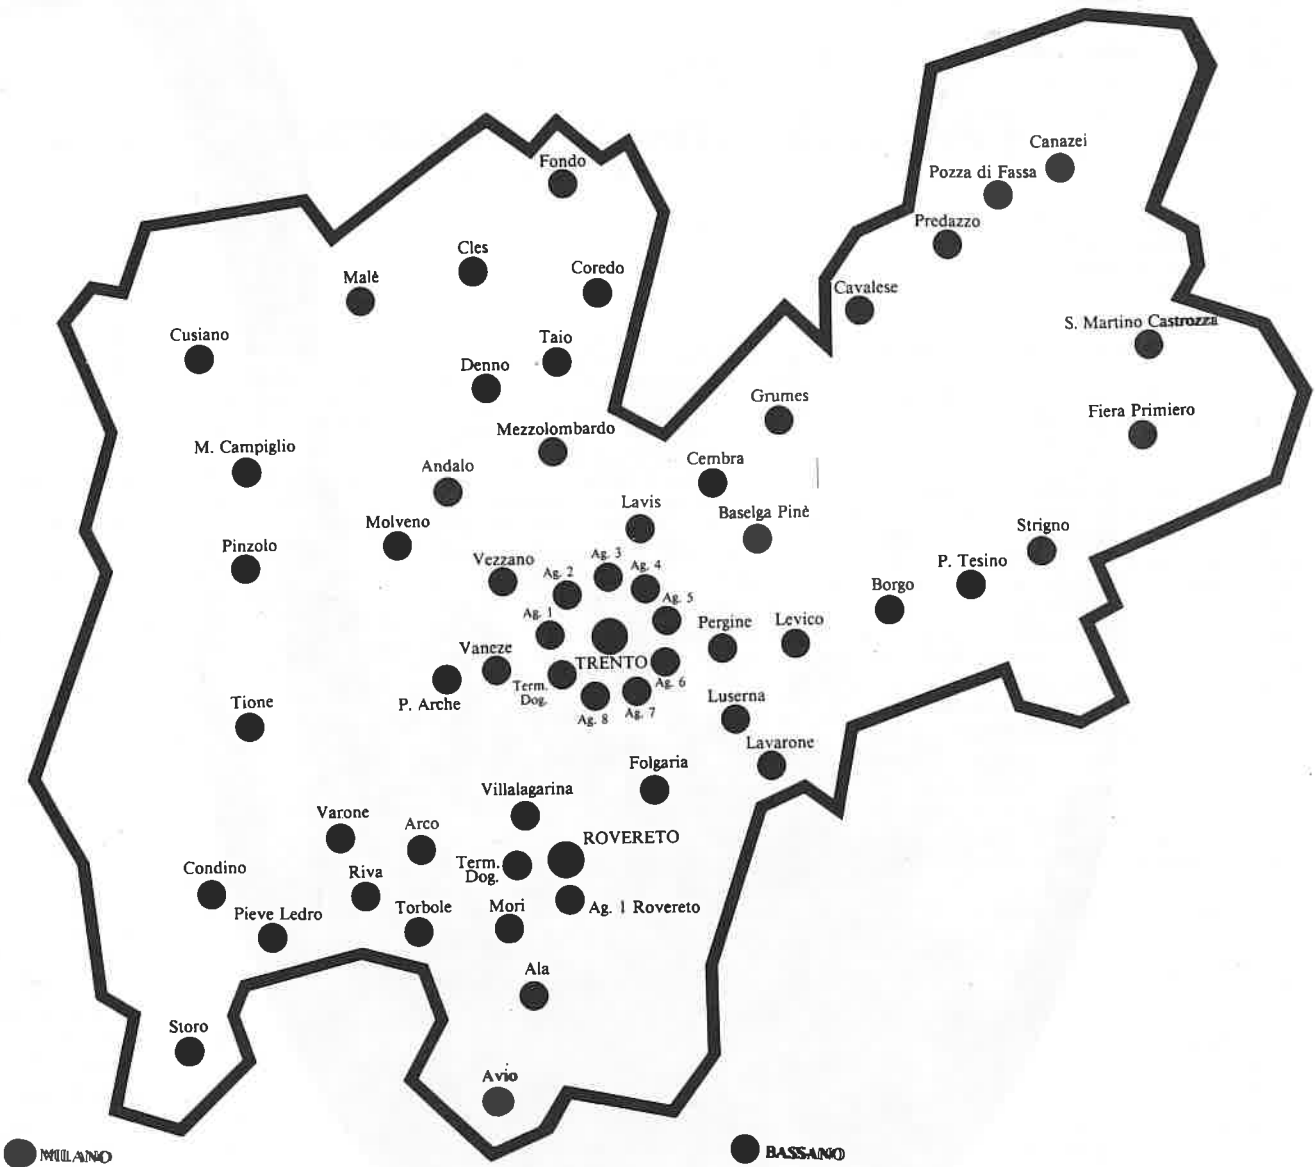 Canazei
Fondo
Pozza di Fassa
Predazzo
Cles
Coredo
Malè
Cavalese
S. Martino Castrozza
Cusiano
Taio
Denno
Grumes
Fiera Primiero
Mezzolombardo
M. Campiglio
Cembra
Andalo
Lavis
Baselga Pinè
Molveno
Strigno
Pinzolo
Vezzano
Ag. 3
P. Tesino
Ag. 2
Ag. 4
Borgo
Ag. 5
Ag. 1
Pergine
Levico
Vaneze
TRENTO
Term.
Dog.
Ag. 6
P. Arche
Luserna
Tione
Ag. 8
Ag. 7
Lavarone
Folgaria
Villalagarina
Varone
Arco
ROVERETO
Term.
Dog.
Condino
Riva
Pieve Ledro
Torbole
Mori
Ag. 1 Rovereto
Ala
Storo
Avio
MILANO
BASSANO